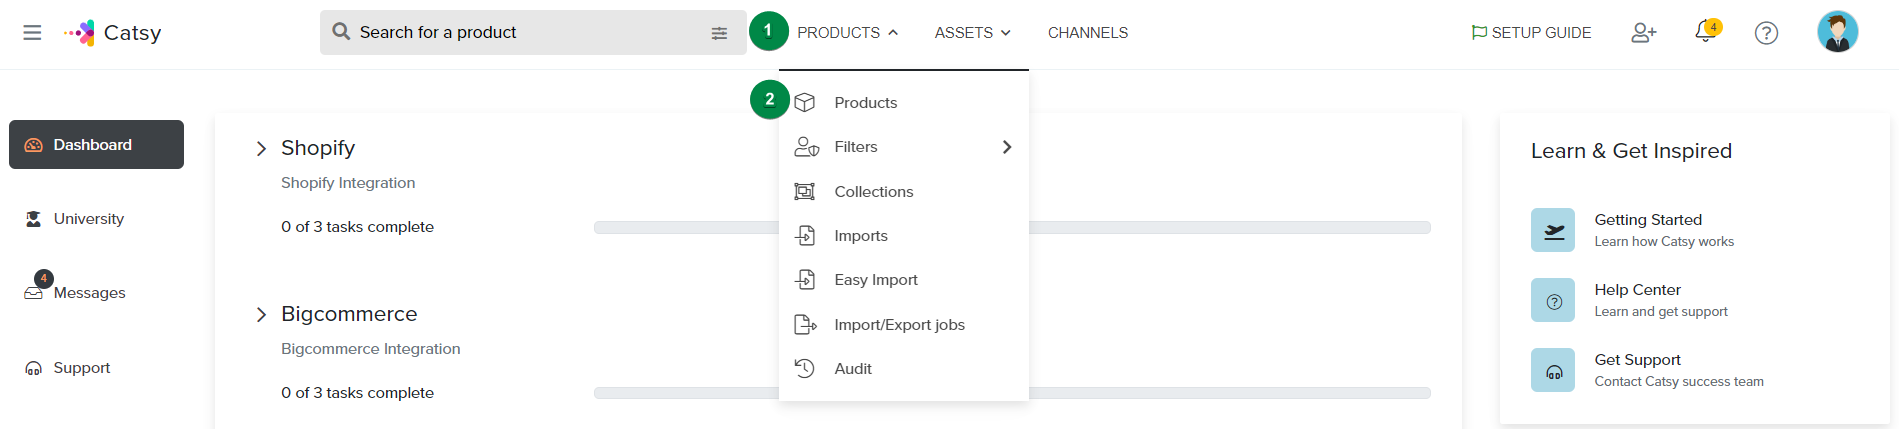 Catsy
Search for a product
1
PRODUCTS
ASSETS
CHANNELS
SETUP GUIDE
4
2
Products
Filters
Collections
Imports
Easy Import
Import/Export jobs
Audit
Dashboard
University
4
Messages
Support
Shopify
Shopify Integration
0 of 3 tasks complete
Bigcommerce
Bigcommerce Integration
0 of 3 tasks complete
Learn & Get Inspired
Getting Started
Learn how Catsy works
Help Center
Learn and get support
Get Support
Contact Catsy success team